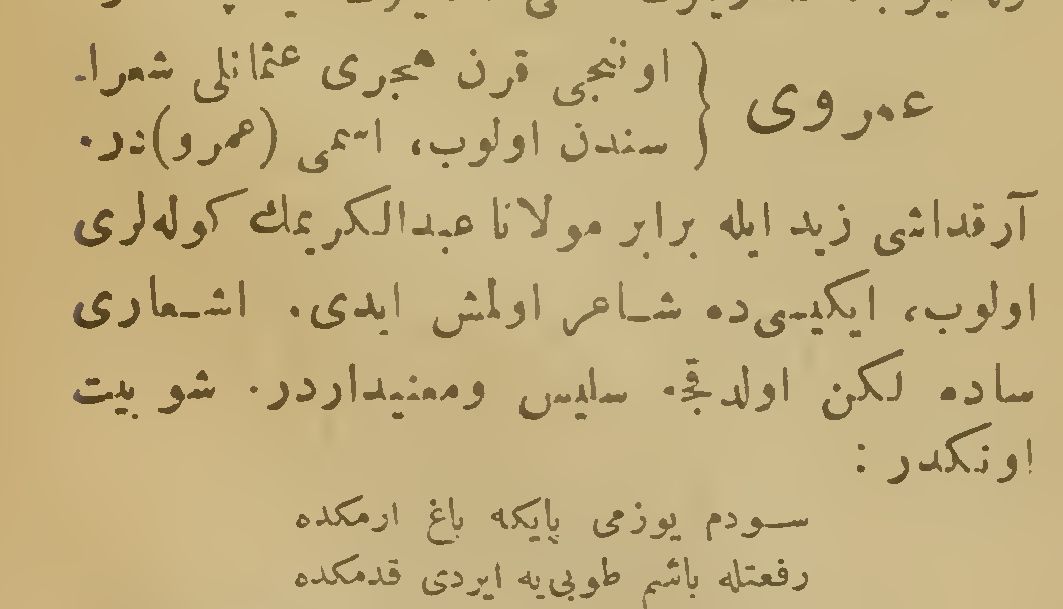 عمروی { اوننجی قرن هجری عثمانلی شعرا.
سندن اولوب، اسمی (عمرو)در.
آرقداشی زید ایله برابر مولانا عبدالکریمك کوله‌لری
اولوب، ایکیسی‌ده شاعر اولمش ایدی. اشعاری
ساده لکن اولدقجه سلیس ومعنیداردر. شو بیت
اونکدر :
سودم یوزمی پایکه باغ ارمکده
رفعتله باشم طوبی‌یه ایردی قدمکده